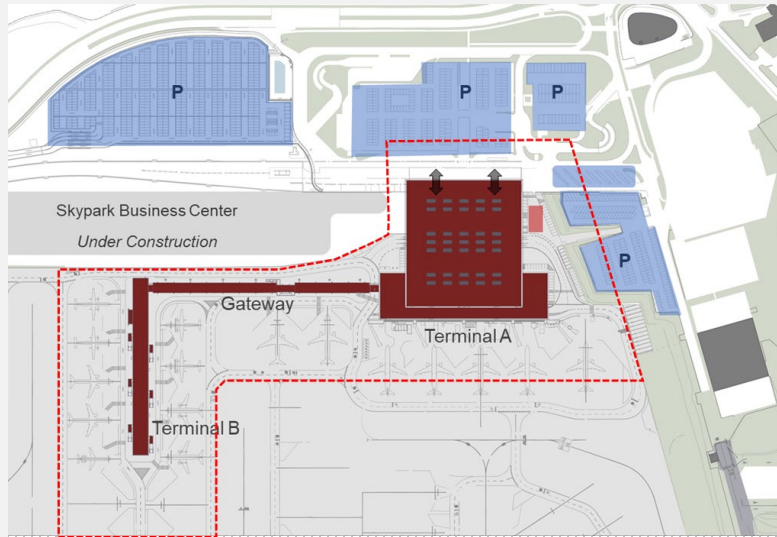 P
P
P
Skypark Business Center
Under Construction
P
Gateway
Terminal A
Terminal B